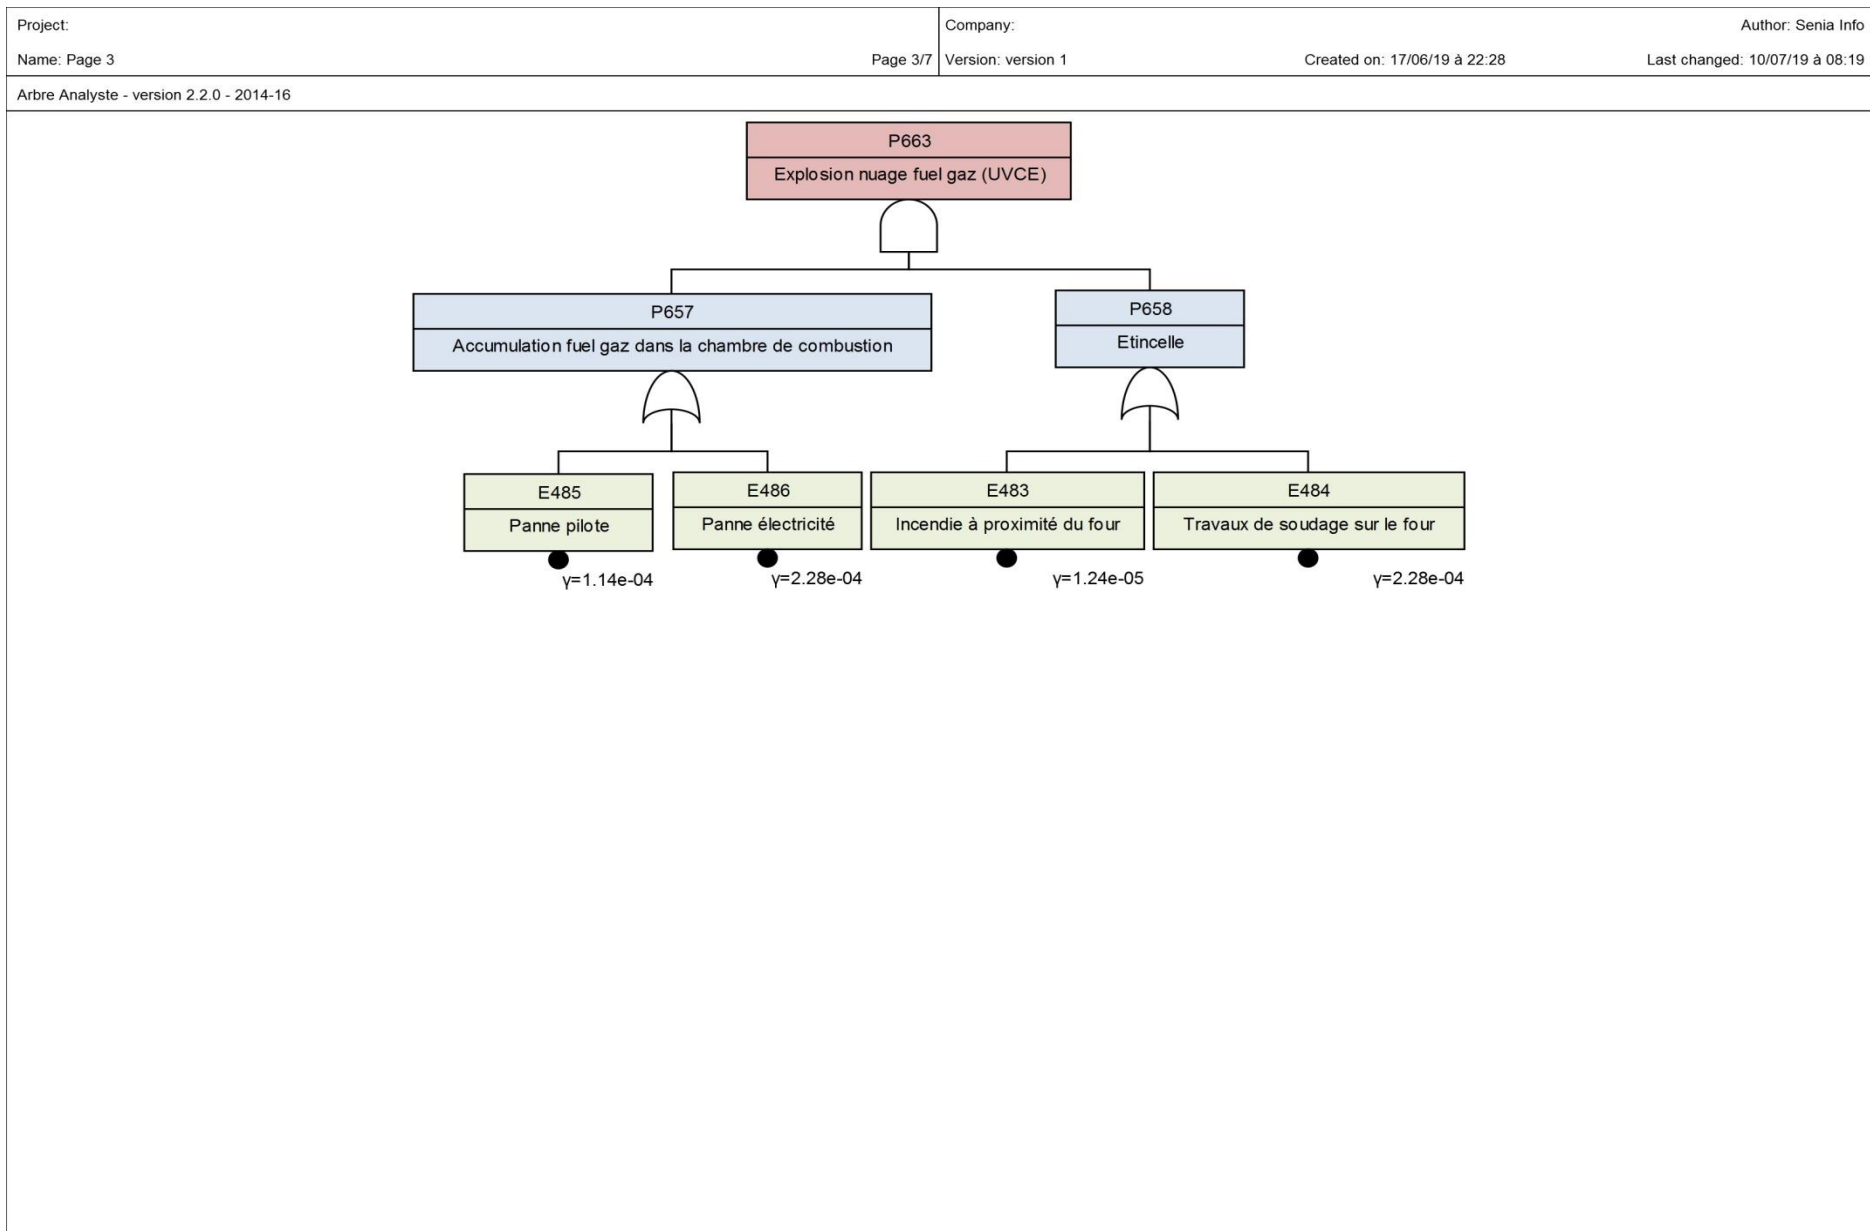 Project:
Company:
Author: Senia Info
Name: Page 3
Page 3/7
Version: version 1
Created on: 17/06/19 à 22:28
Last changed: 10/07/19 à 08:19
Arbre Analyste - version 2.2.0 - 2014-16
P663
Explosion nuage fuel gaz (UVCE)
P657
Accumulation fuel gaz dans la chambre de combustion
P658
Etincelle
E485
Panne pilote
γ=1.14e-04
E486
Panne électricité
γ=2.28e-04
E483
Incendie à proximité du four
γ=1.24e-05
E484
Travaux de soudage sur le four
γ=2.28e-04